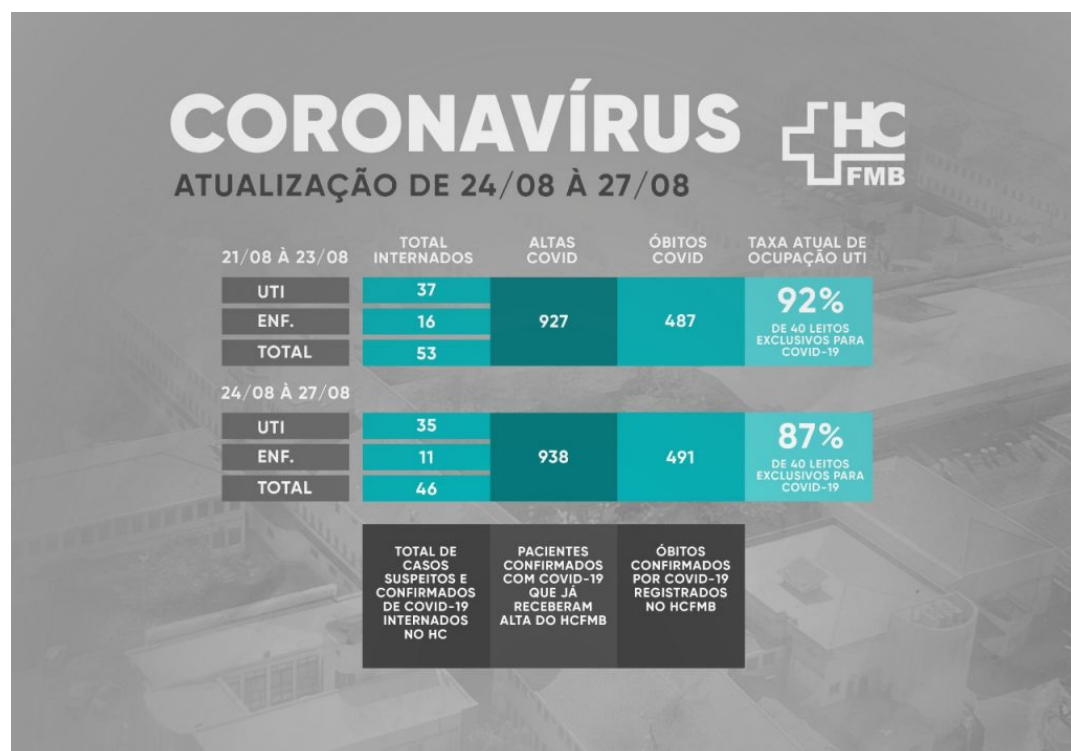 CORONAVÍRUS
HC
FMB
ATUALIZAÇÃO DE 24/08 À 27/08
21/08 À 23/08
TOTAL
INTERNADOS
ALTAS
COVID
ÓBITOS
COVID
TAXA ATUAL DE
OCUPAÇÃO UTI
UTI
37
ENF.
16
TOTAL
53
927
487
92%
DE 40 LEITOS
EXCLUSIVOS PARA
COVID-19
24/08 À 27/08
UTI
35
ENF.
11
TOTAL
46
938
491
87%
DE 40 LEITOS
EXCLUSIVOS PARA
COVID-19
TOTAL DE
CASOS
SUSPEITOS E
CONFIRMADOS
DE COVID-19
INTERNADOS
NO HC
PACIENTES
CONFIRMADOS
COM COVID-19
QUE JÁ
RECEBERAM
ALTA DO HCFMB
ÓBITOS
CONFIRMADOS
POR COVID-19
REGISTRADOS
NO HCFMB